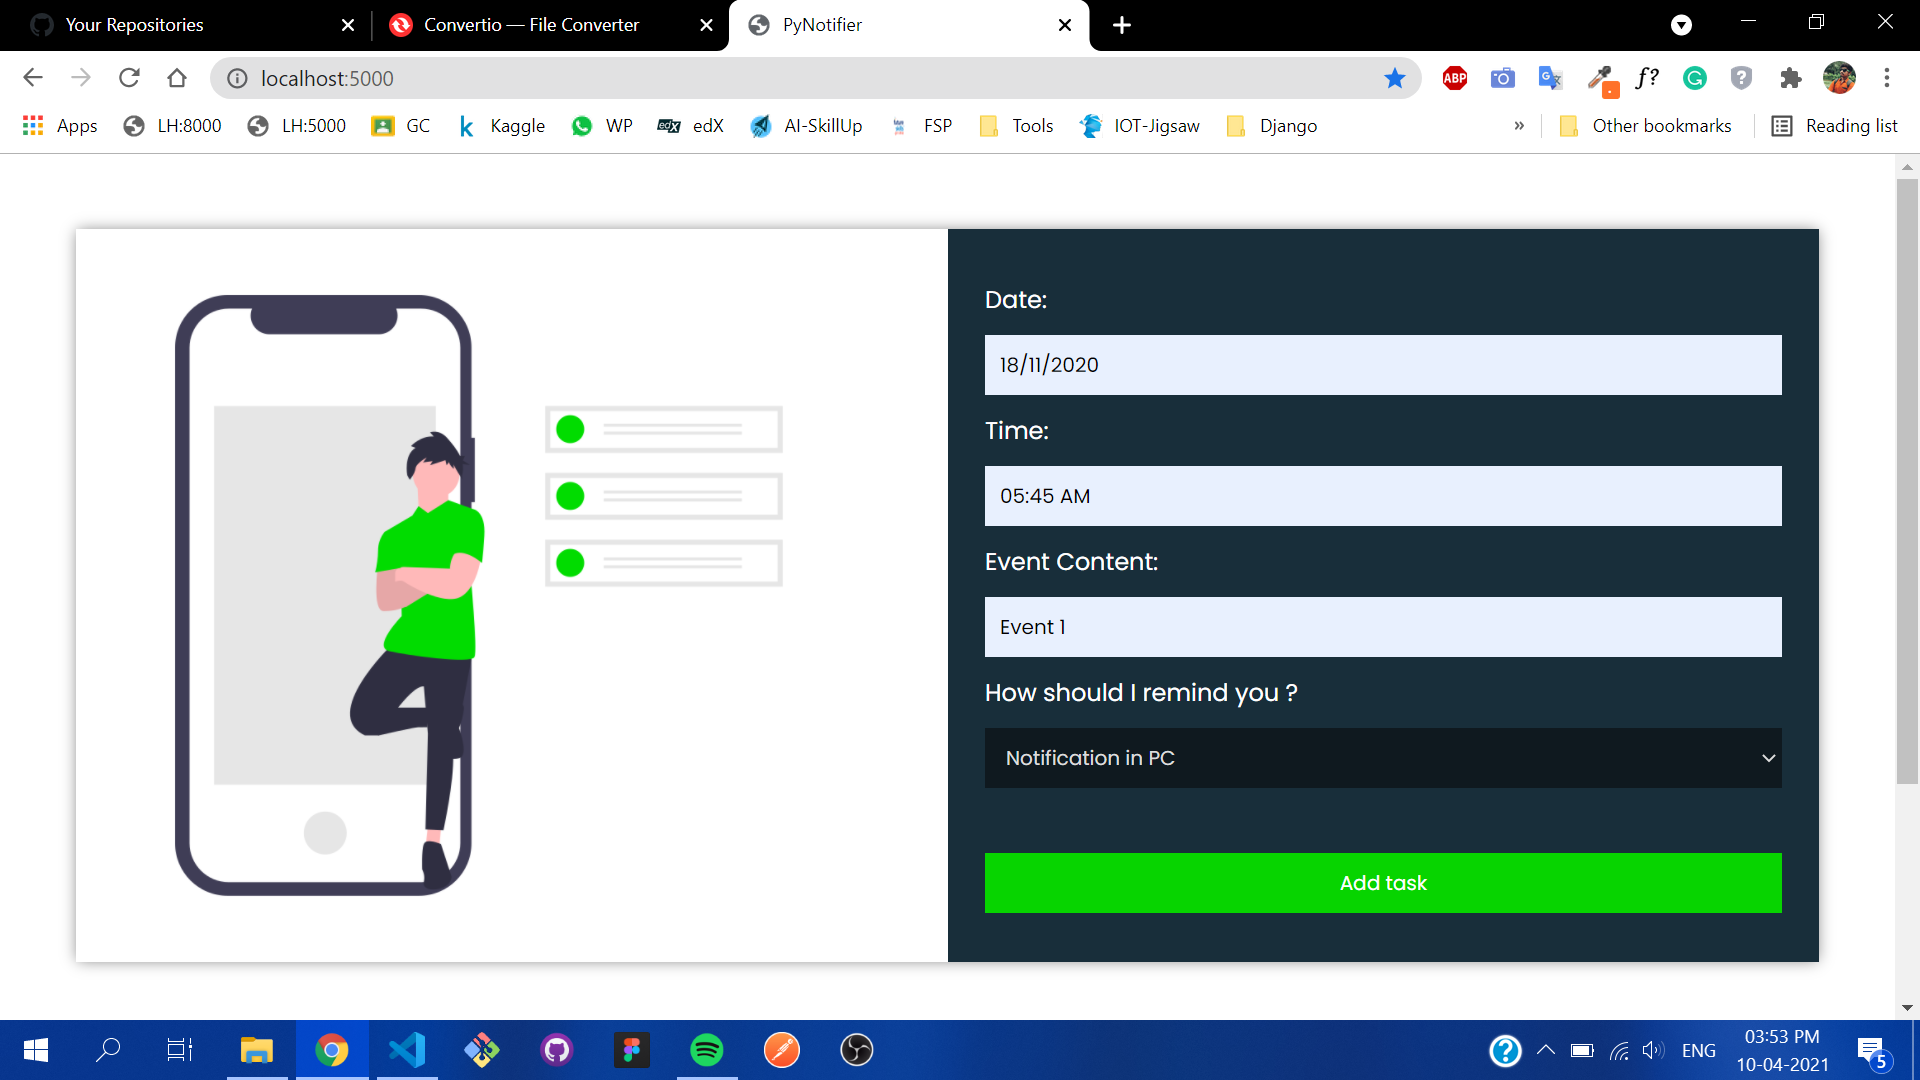 Your Repositories
Convertio — File Converter
PyNotifier
localhost:5000
ABP
f?
Apps
LH:8000
LH:5000
GC
Kaggle
WP
edX
edX
AI-SkillUp
FSP
Tools
IOT-Jigsaw
Django
»
Other bookmarks
Reading list
Date:
18/11/2020
Time:
05:45 AM
Event Content:
Event 1
How should I remind you ?
Notification in PC
Add task
ENG
03:53 PM
10-04-2021
5